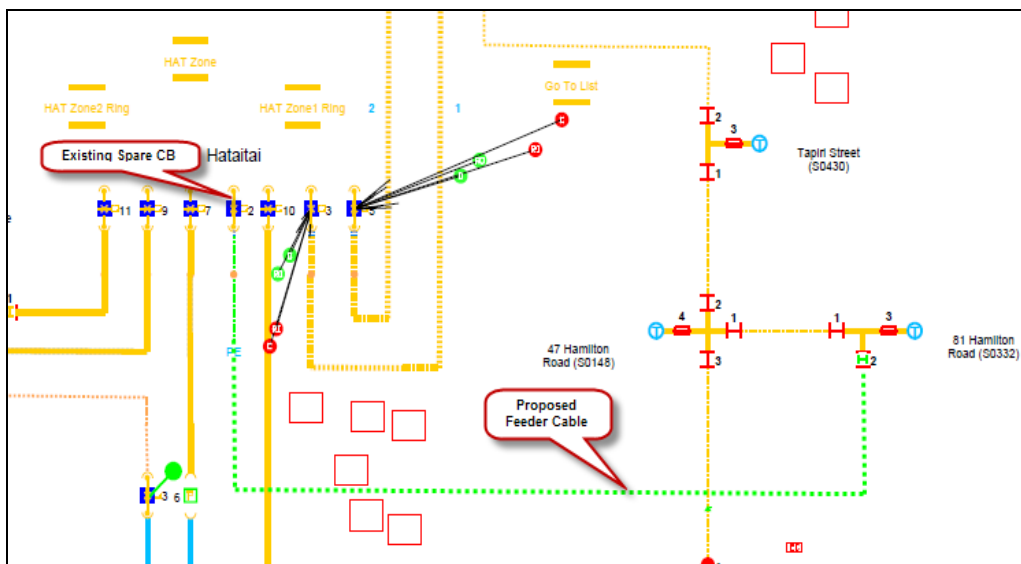 HAT Zone
HAT Zone2 Ring
HAT Zone1 Ring
2
1
Go To List
Existing Spare CB
Hataitai
2
3
T
Tapiri Street
(S0430)
1
11
9
7
2
10
3
5
2
4
T
1
1
3
T
47 Hamilton
Road (S0148)
3
2
81 Hamilton
Road (S0332)
1
PE
Proposed
Feeder Cable
3
6